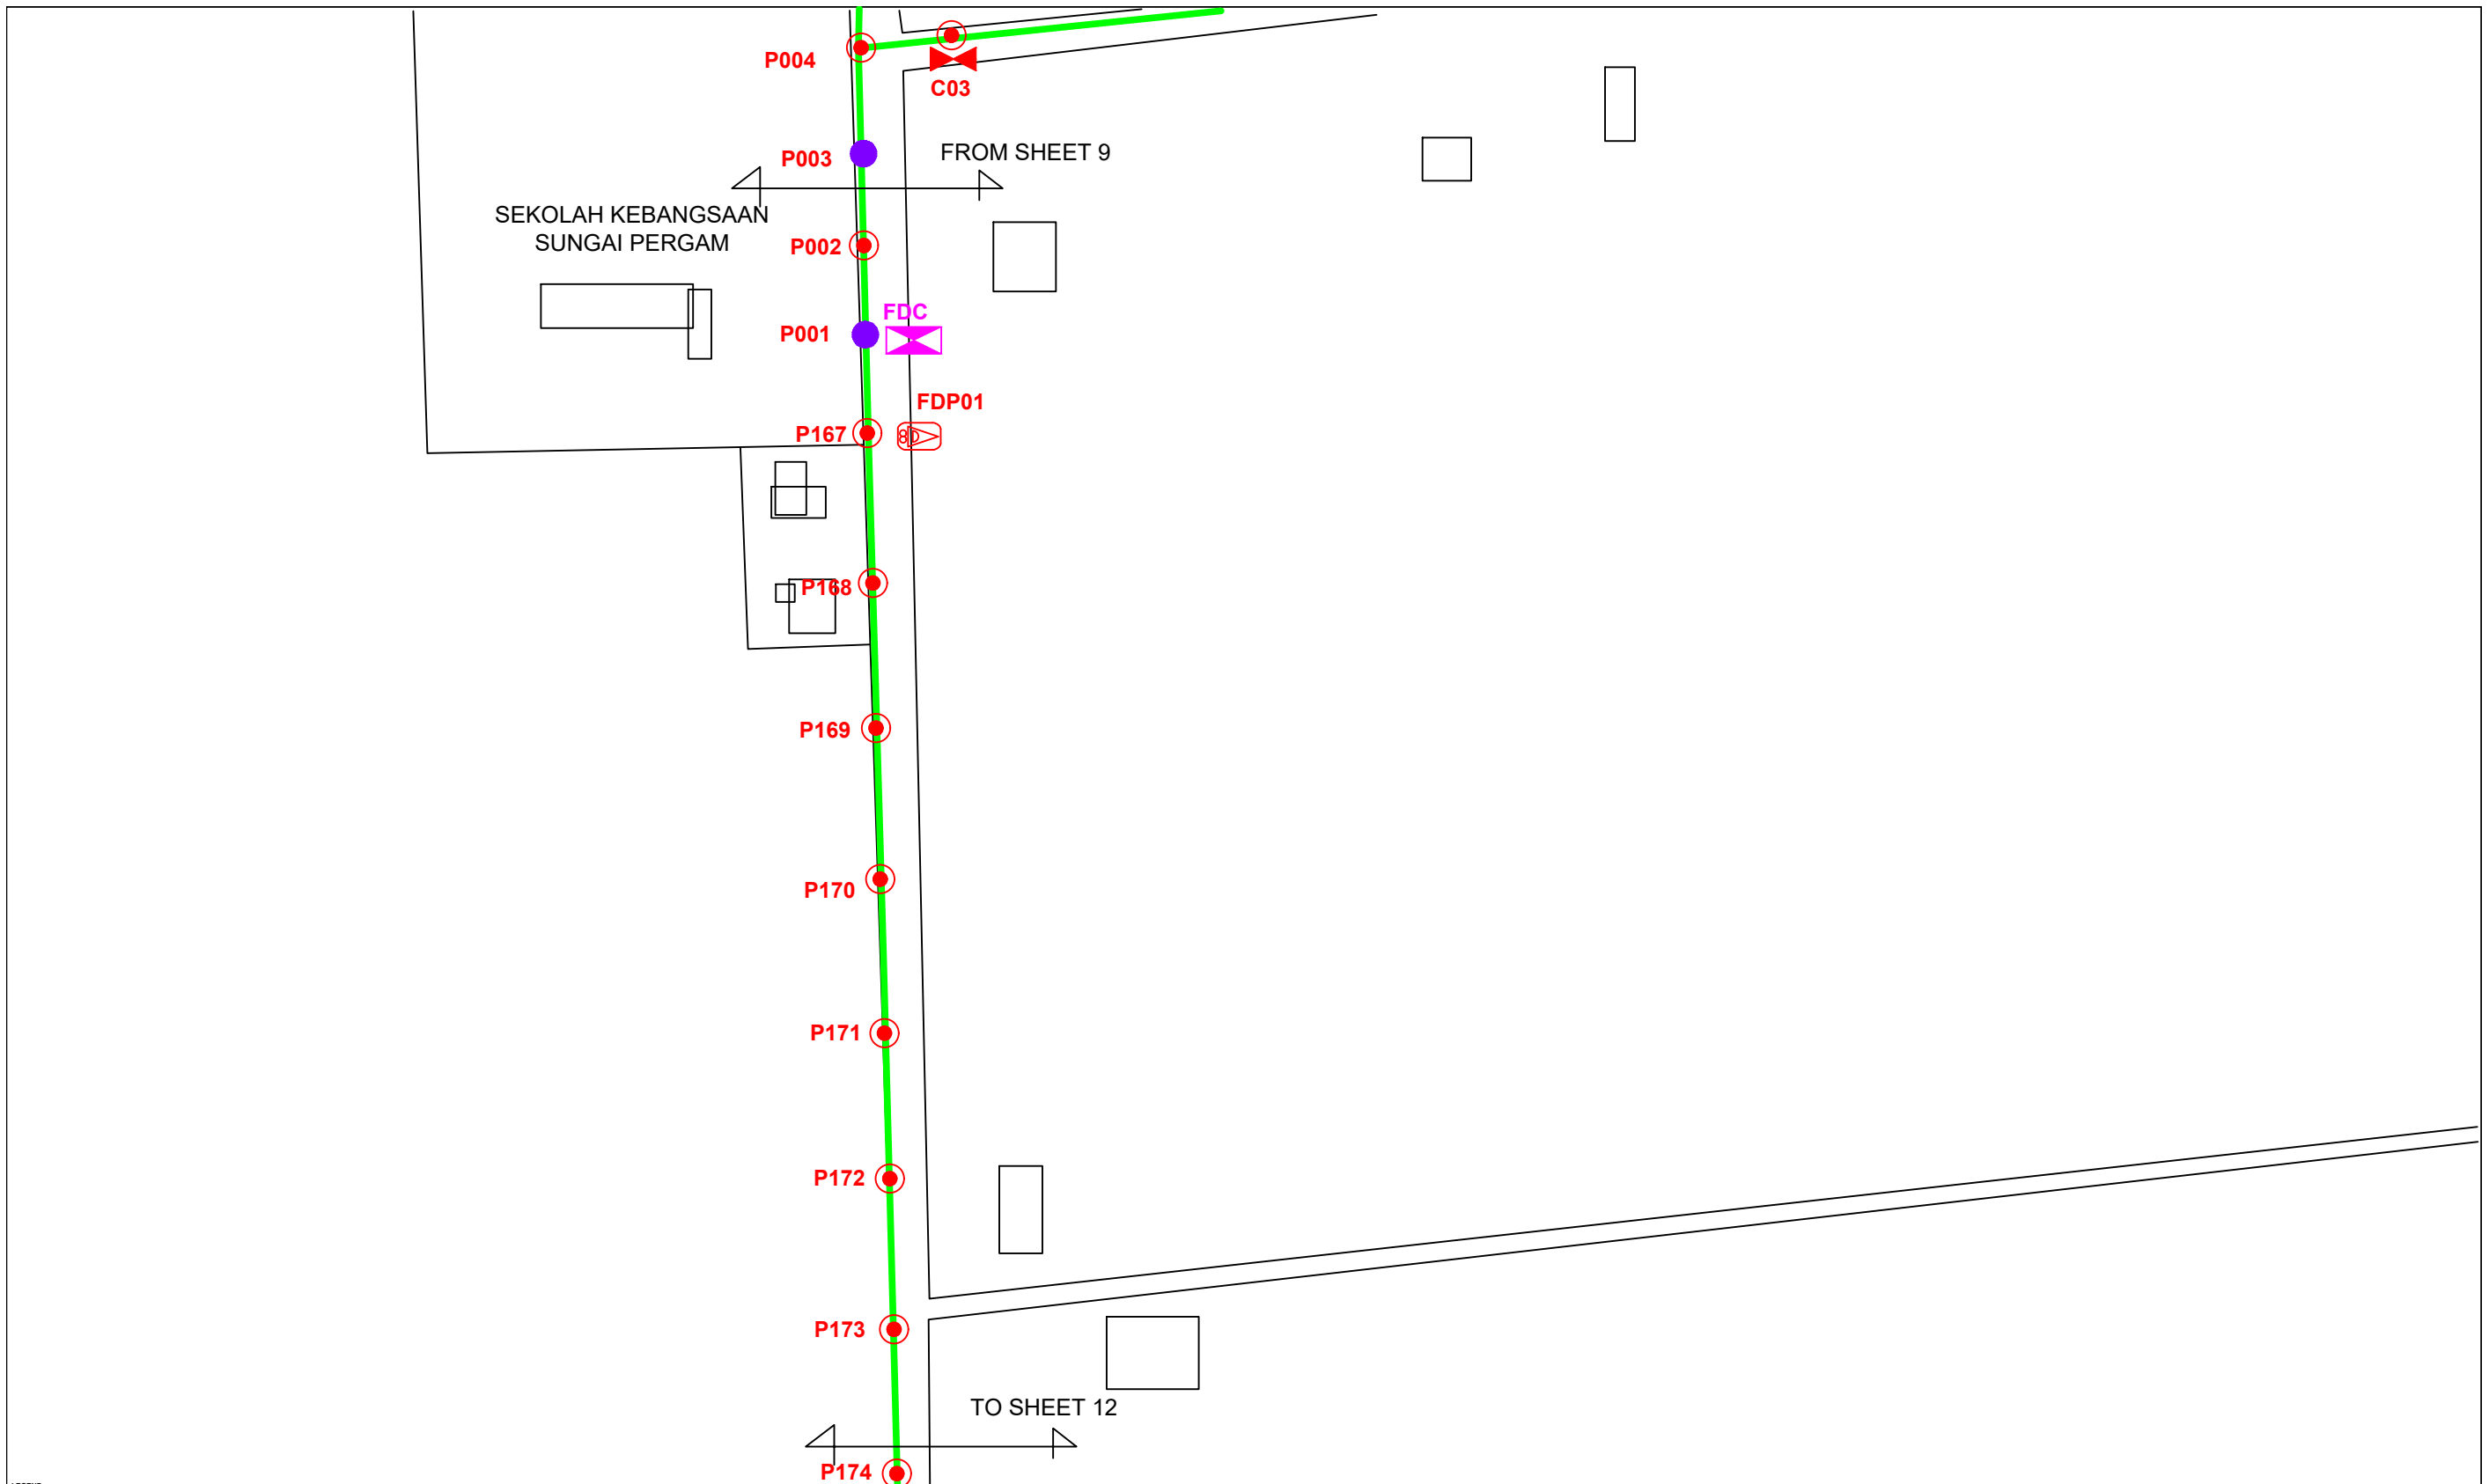 P004
C03
P003
FROM SHEET 9
SEKOLAH KEBANGSAAN
SUNGAI PERGAM
P002
FDC
P001
FDP01
P167
P168
P169
P170
P171
P172
P173
TO SHEET 12
P174